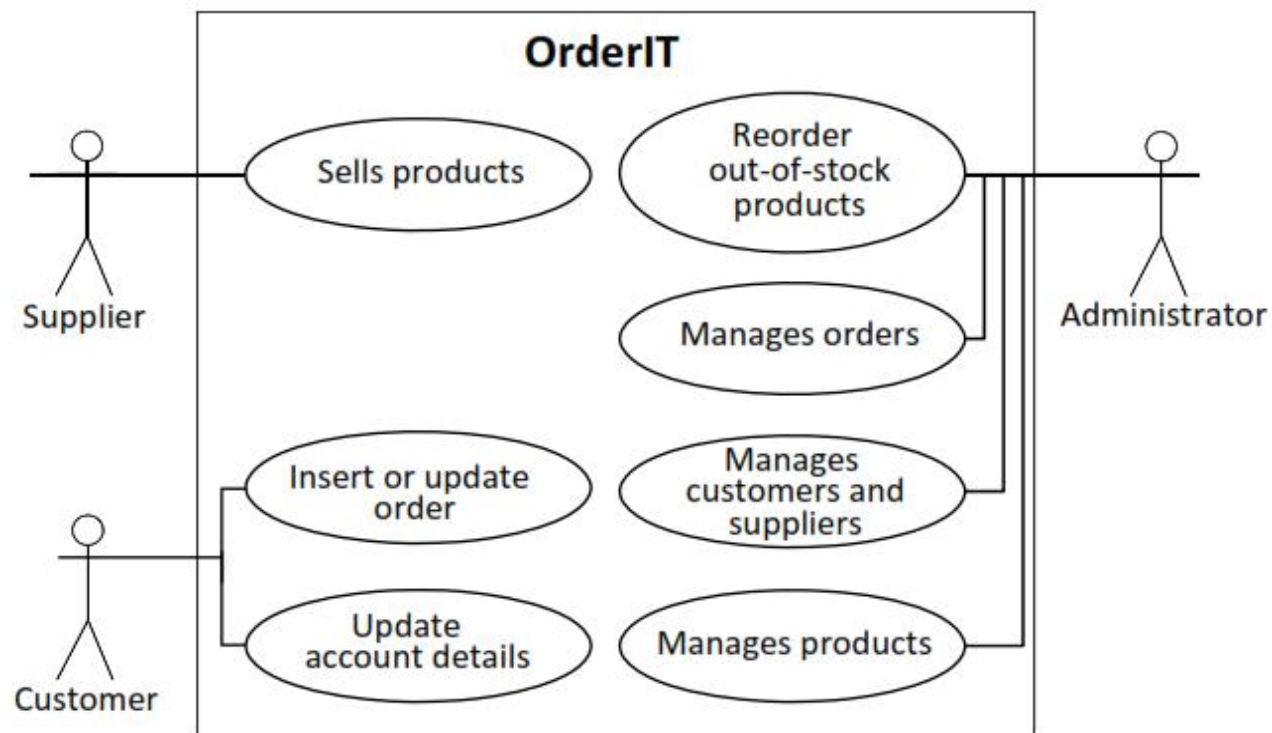 OrderIT
Sells products
Reorder
out-of-stock
products
Supplier
Administrator
Manages orders
Insert or update
order
Manages
customers and
suppliers
Update
account details
Manages products
Customer